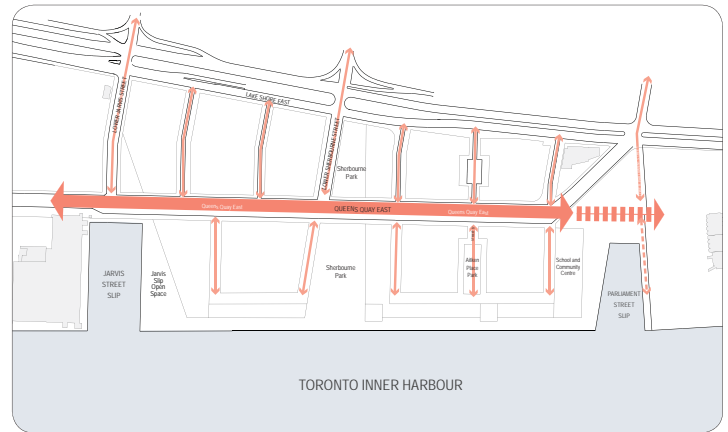 LOWER JARVIS STREET
LAKE SHORE EAST
LOWER SHERBOURNE STREET
Sherbourne
Park
Queens Quay East
QUEENS QUAY EAST
Queens Quay East
JARVIS
STREET
SLIP
Jarvis
Slip
Open
Space
Sherbourne
Park
Aitken
Place
Park
School and
Community
Centre
PARLIAMENT
STREET
SLIP
TORONTO INNER HARBOUR